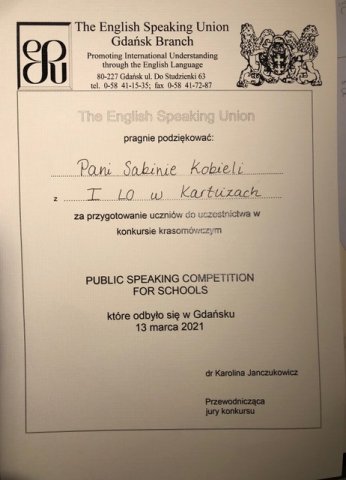 esu
The English Speaking Union
Gdańsk Branch
Promoting International Understanding
through the English Language
80-227 Gdańsk ul. Do Studzienki 63
tel. 0-58 41-15-35; fax 0-58 41-72-87
The English Speaking Union
pragnie podziękować:
Pani Sabinie Kobieli
z I LO w Kartuzach
za przygotowanie uczniów do uczestnictwa w
konkursie krasomówczym
PUBLIC SPEAKING COMPETITION
FOR SCHOOLS
które odbyło się w Gdańsku
13 marca 2021
dr Karolina Janczukowicz
Przewodnicząca
jury konkursu